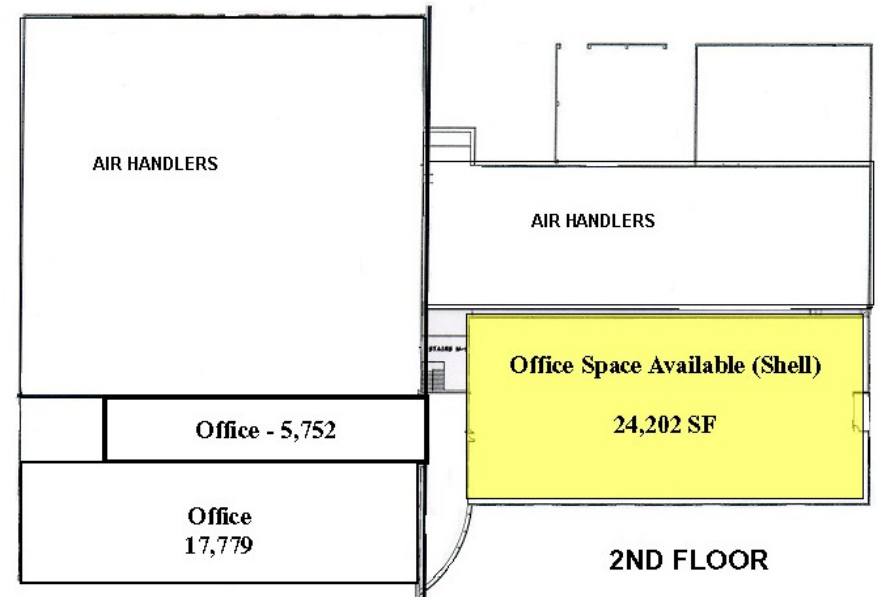 AIR HANDLERS
AIR HANDLERS
STAIRS
Office Space Available (Shell)
24,202 SF
Office - 5,752
Office
17,779
2ND FLOOR